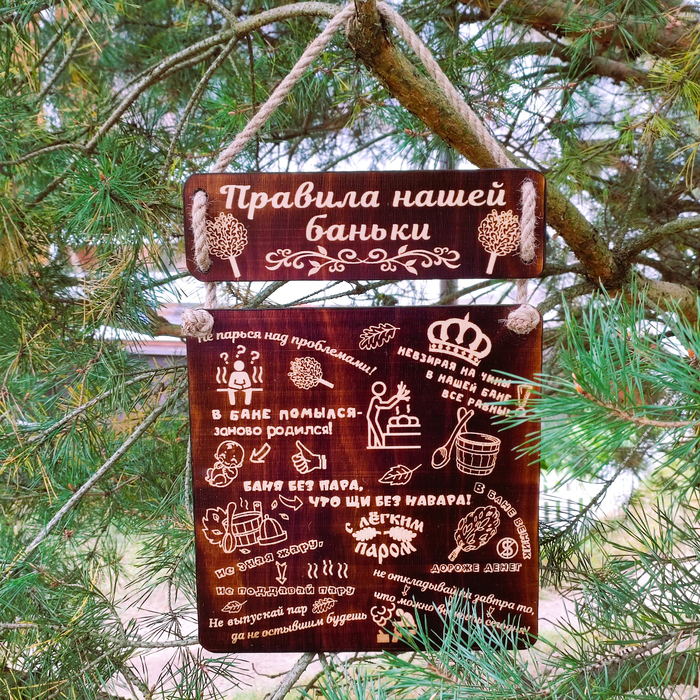 Правила нашей
баньки
Не парься над проблемами!
???
невзирая на чины
в нашей бане
все равны!
В БАНЕ ПОМЫЛСЯ-
заново родился!
БАНЯ БЕЗ ПАРА,
ЧТО ЩИ БЕЗ НАВАРА!
с лёгким
паром
В БАНЕ ВЕНИК
$
ДОРОЖЕ ДЕНЕГ
не зная жару,
не поддавай пару
Не выпускай пар
да не остывшим будешь
не откладывай на завтра то,
что можно